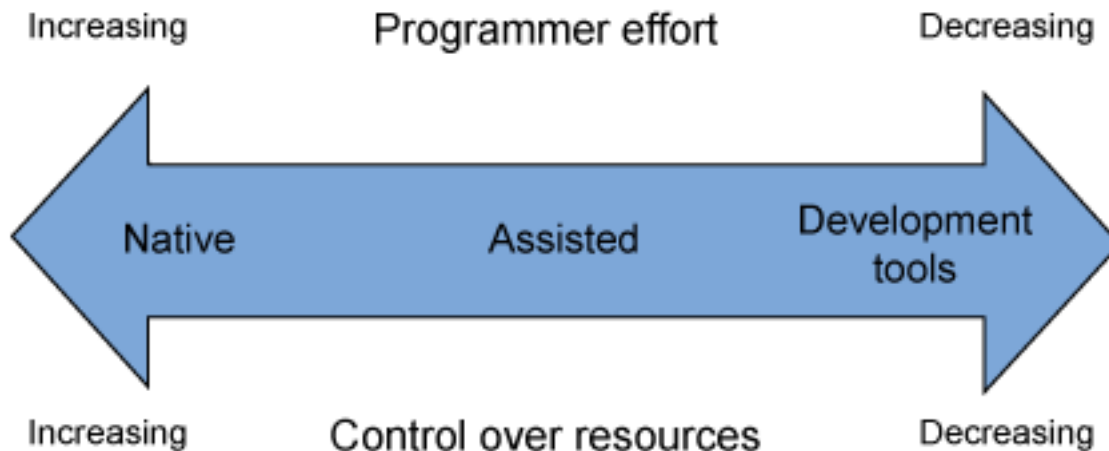 Increasing Programmer effort Decreasing
Native Assisted Development
tools
Increasing Control over resources Decreasing